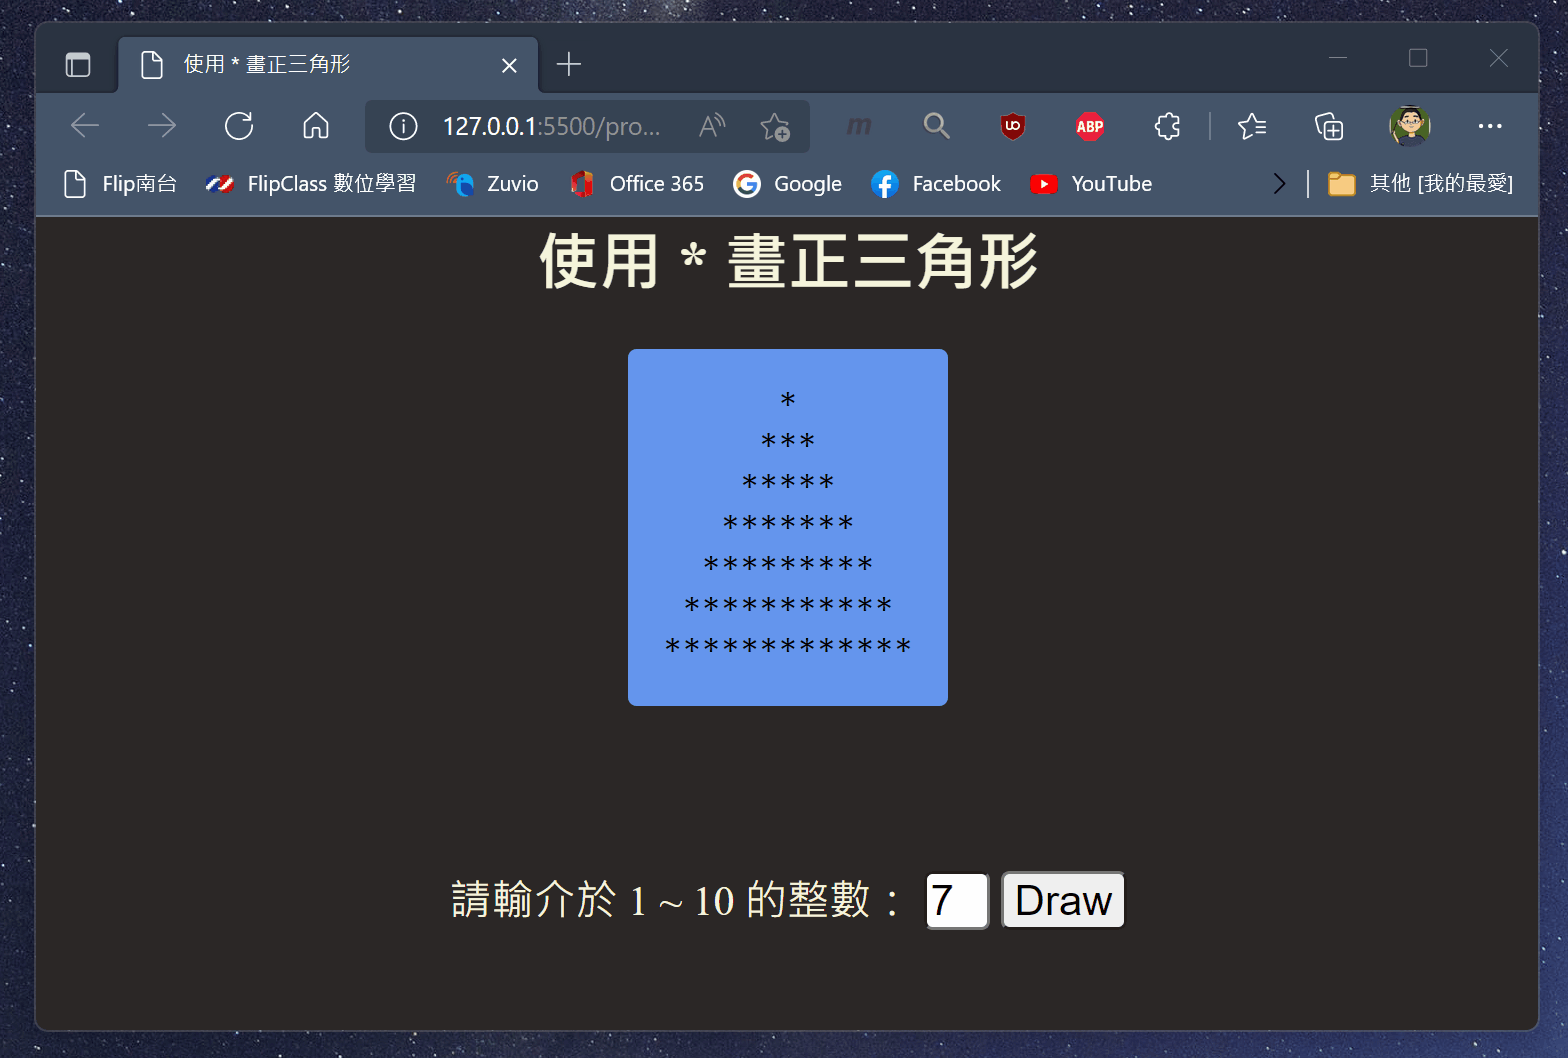 使用 * 畫正三角形
127.0.0.1:5500/pro...
m
UO
ABP
Flip南台
FlipClass 數位學習
Zuvio
Office 365
Google
Facebook
YouTube
其他 [我的最愛]
使用 * 畫正三角形
*
***
*****
*******
*********
***********
*************
請輸介於 1 ~ 10 的整數： 7 Draw